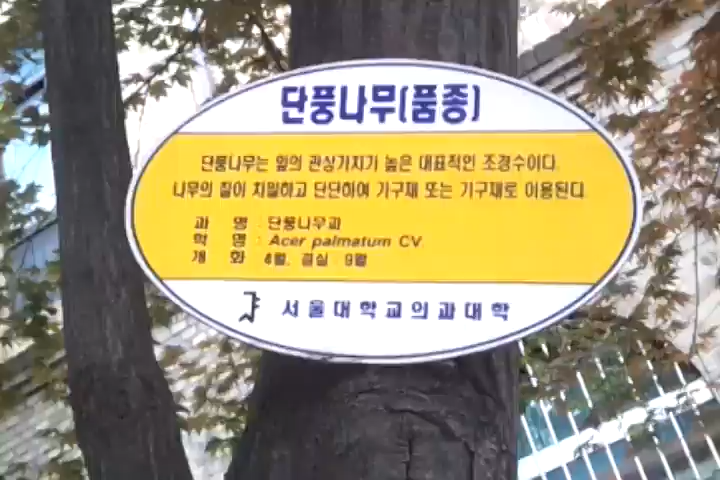 단풍나무(품종)
단풍나무는 잎의 관상가치가 높은 대표적인 조경수이다.
나무의 질이 치밀하고 단단하여 기구재 또는 가구재로 이용된다.
과 명 : 단풍나무과
학 명 : Acer palmatum CV.
개 화 4월, 결실 : 9월
서울대학교의과대학